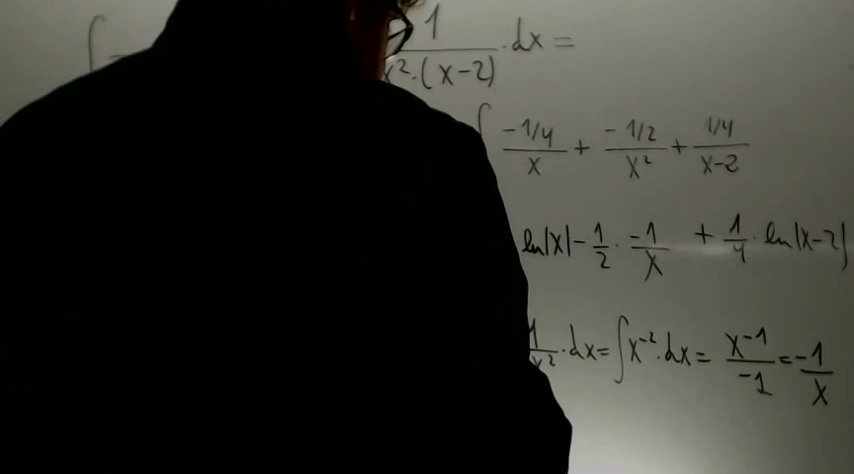 ∫ 1/x²·(x-2) ·dx =
∫ -1/4/x + -1/2/x² + 1/4/x-2
ln|x| - 1/2 · -1/x + 1/4 · ln|x-2|
1/x² ·dx = ∫x⁻²·dx = x⁻¹/-1 = -1/x